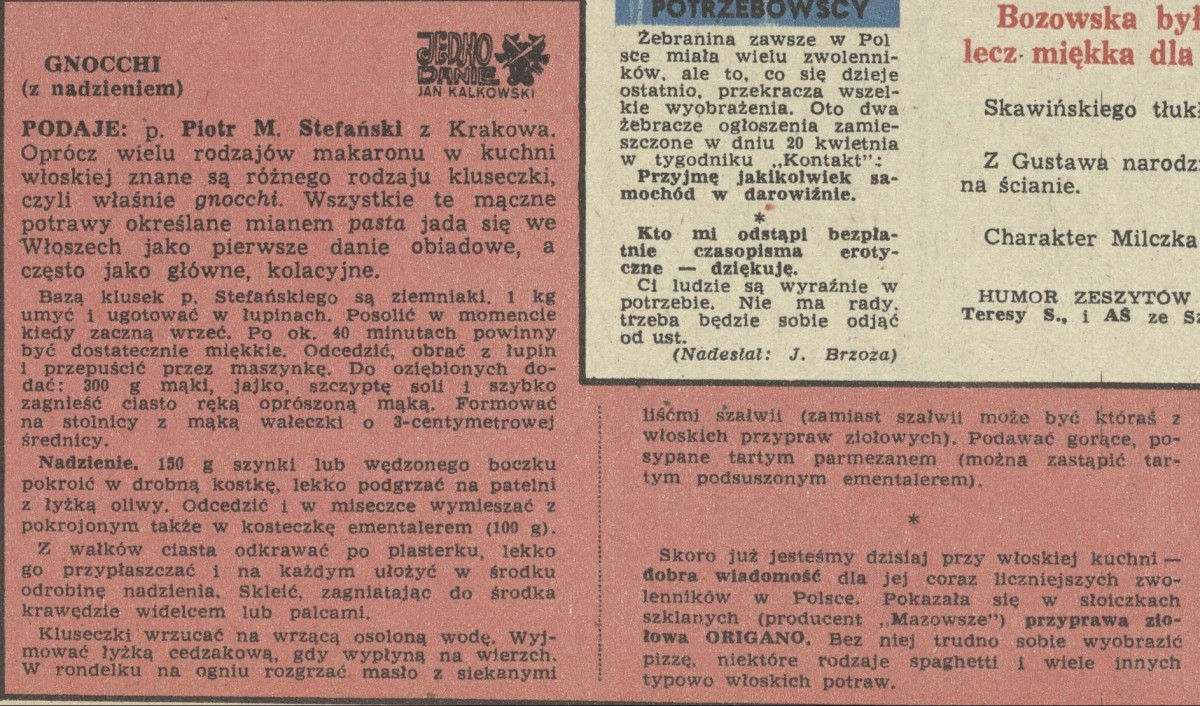 GNOCCHI
(z nadzieniem)
JEDNO
DANIE
JAN KALKOWSKI
PODAJE: p. Piotr M. Stefański z Krakowa.
Oprócz wielu rodzajów makaronu w kuchni
włoskiej znane są różnego rodzaju kluseczki,
czyli właśnie gnocchi. Wszystkie te mączne
potrawy określane mianem pasta jada się we
Włoszech jako pierwsze danie obiadowe, a
często jako główne, kolacyjne.
Bazą klusek p. Stefańskiego są ziemniaki. 1 kg
umyć i ugotować w łupinach. Posolić w momencie
kiedy zaczną wrzeć. Po ok. 40 minutach powinny
być dostatecznie miękkie. Odcedzić, obrać z łupin
i przepuścić przez maszynkę. Do oziębionych do-
dać: 300 g mąki, jajko, szczyptę soli i szybko
zagnieść ciasto ręką oprószoną mąką. Formować
na stolnicy z mąką wałeczki o 3-centymetrowej
średnicy.
Nadzienie. 150 g szynki lub wędzonego boczku
pokroić w drobną kostkę, lekko podgrzać na patelni
z łyżką oliwy. Odcedzić i w miseczce wymieszać z
pokrojonym także w kosteczkę ementalerem (100 g).
Z wałków ciasta odkrawać po plasterku, lekko
go przypłaszczać i na każdym ułożyć w środku
odrobinę nadzienia. Skleić, zagniatając do środka
krawędzie widelcem lub palcami.
Kluseczki wrzucać na wrzącą osoloną wodę. Wyj-
mować łyżką cedzakową, gdy wypłyną na wierzch.
W rondelku na ogniu rozgrzać masło z siekanymi
liśćmi szałwii (zamiast szałwii może być któraś z
włoskich przypraw ziołowych). Podawać gorące, po-
sypane tartym parmezanem (można zastąpić tar-
tym podsuszonym ementalerem).
*
Skoro już jesteśmy dzisiaj przy włoskiej kuchni —
dobra wiadomość dla jej coraz liczniejszych zwo-
lenników w Polsce. Pokazała się w słoiczkach
szklanych (producent „Mazowsze") przyprawa zio-
łowa ORIGANO. Bez niej trudno sobie wyobrazić
pizzę, niektóre rodzaje spaghetti i wiele innych
typowo włoskich potraw.
POTRZEBOWSCY
Żebranina zawsze w Pol
sce miała wielu zwolenni-
ków, ale to, co się dzieje
ostatnio, przekracza wszel-
kie wyobrażenia. Oto dwa
żebracze ogłoszenia zamie-
szczone w dniu 20 kwietnia
w tygodniku „Kontakt":
Przyjmę jakikolwiek sa-
mochód w darowiźnie.
*
Kto mi odstąpi bezpła-
tnie czasopisma eroty-
czne — dziękuję.
Ci ludzie są wyraźnie w
potrzebie. Nie ma rady,
trzeba będzie sobie odjąć
od ust.
(Nadesłał: J. Brzoza)
Bozowska był
lecz miękka dla
Skawińskiego tłuk
Z Gustawa narodzi
na ścianie.
Charakter Milczka
HUMOR ZESZYTÓW
Teresy S., i AŚ ze Sz